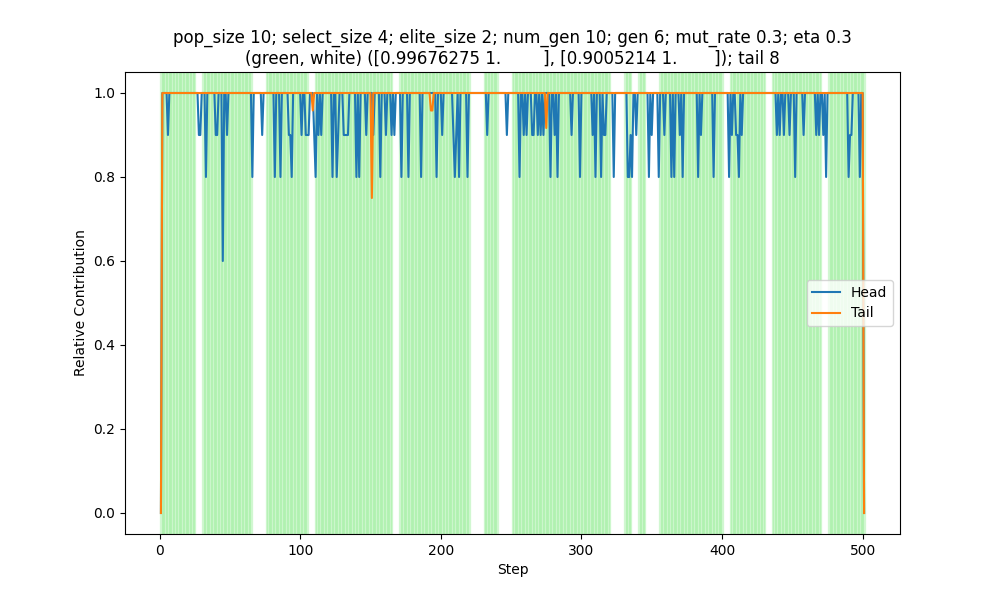 pop_size 10; select_size 4; elite_size 2; num_gen 10; gen 6; mut_rate 0.3; eta 0.3
(green, white) ([0.99676275 1.        ], [0.9005214 1.        ]); tail 8
1.0
0.8
0.6
0.4
0.2
0.0
Relative Contribution
Head
Tail
0
100
200
300
400
500
Step